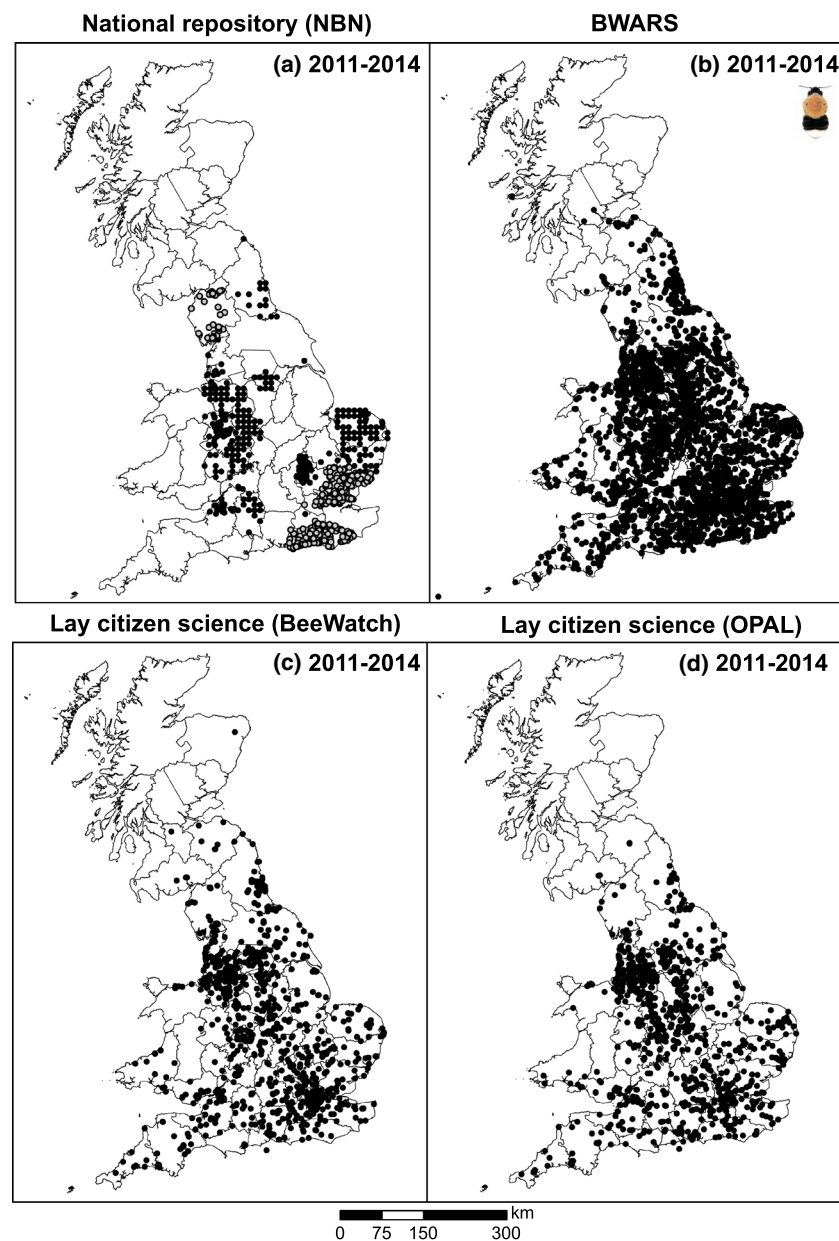 National repository (NBN)
BWARS
(a) 2011-2014
(b) 2011-2014
Lay citizen science (BeeWatch)
Lay citizen science (OPAL)
(c) 2011-2014
(d) 2011-2014
km
0 75 150 300